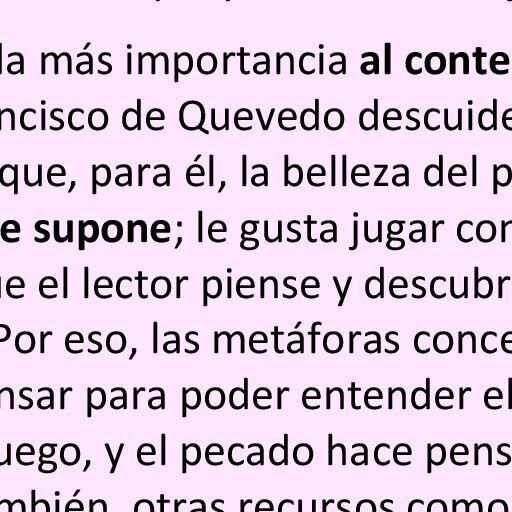 la más importancia al conte
ncisco de Quevedo descuide
que, para él, la belleza del p
e supone; le gusta jugar con
ue el lector piense y descubr
Por eso, las metáforas conce
nsar para poder entender el
uego, y el pecado hace pens
mbién, otras recursos como